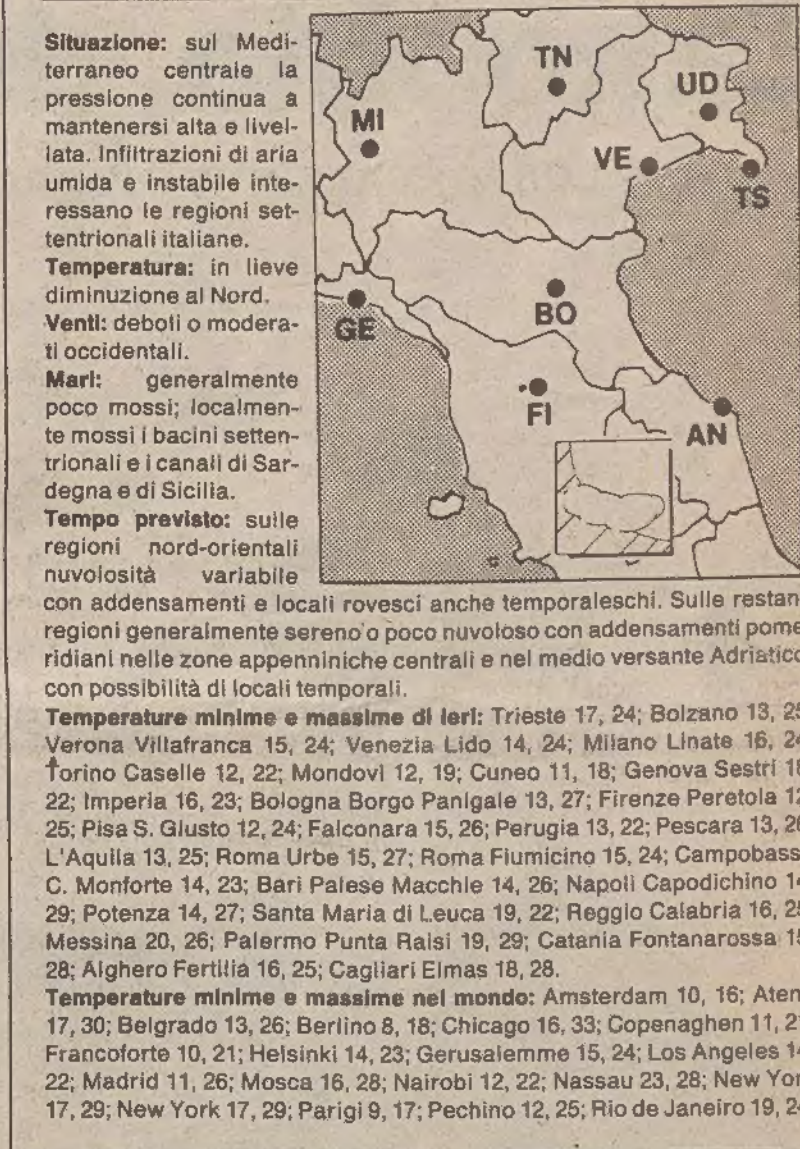 Situazione: sul Medi-
terraneo centrale la
pressione continua a
mantenersi alta e livel-
lata. Infiltrazioni di aria
umida e instabile inte-
ressano le regioni set-
tentrionali italiane.
Temperatura: in lieve
diminuzione al Nord.
Venti: deboli o modera-
ti occidentali.
Mari: generalmente
poco mossi; localmen-
te mossi i bacini setten-
trionali e i canali di Sar-
degna e di Sicilia.
Tempo previsto: sulle
regioni nord-orientali
nuvolosità variabile
TN
UD
MI
VE
TS
BO
GE
FI
AN
con addensamenti e locali rovesci anche temporaleschi. Sulle restan
regioni generalmente sereno o poco nuvoloso con addensamenti pome
ridiani nelle zone appenniniche centrali e nel medio versante Adriatico
con possibilità di locali temporali.
Temperature minime e massime di ieri: Trieste 17, 24; Bolzano 13, 25
Verona Villafranca 15, 24; Venezia Lido 14, 24; Milano Linate 16, 24
Torino Caselle 12, 22; Mondovì 12, 19; Cuneo 11, 18; Genova Sestri
22; Imperia 16, 23; Bologna Borgo Panigale 13, 27; Firenze Peretola
25; Pisa S. Giusto 12, 24; Falconara 15, 26; Perugia 13, 22; Pescara 13,
L'Aquila 13, 25; Roma Urbe 15, 27; Roma Fiumicino 15, 24; Campobass
C. Monforte 14, 23; Bari Palese Macchie 14, 26; Napoli Capodichino
29; Potenza 14, 27; Santa Maria di Leuca 19, 22; Reggio Calabria 16,
Messina 20, 26; Palermo Punta Raisi 19, 29; Catania Fontanarossa
28; Alghero Fertilia 16, 25; Cagliari Elmas 18, 28.
Temperature minime e massime nel mondo: Amsterdam 10, 16; Aten
17, 30; Belgrado 13, 26; Berlino 8, 18; Chicago 16, 33; Copenaghen 11,
Francoforte 10, 21; Helsinki 14, 23; Gerusalemme 15, 24; Los Angeles
22; Madrid 11, 26; Mosca 16, 28; Nairobi 12, 22; Nassau 23, 28; New Yor
17, 29; New York 17, 29; Parigi 9, 17; Pechino 12, 25; Rio de Janeiro 19,